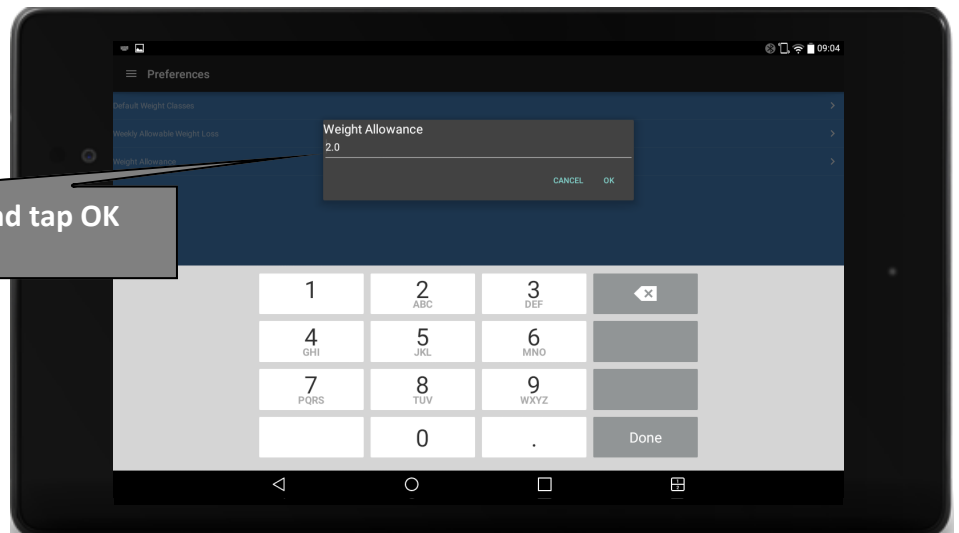 09:04
Preferences
Default Weight Classes
Weekly Allowable Weight Loss
Weight Allowance
Weight Allowance
2.0
CANCEL OK
tap OK
1
2
ABC
3
DEF
4
GHI
5
JKL
6
MNO
7
PQRS
8
TUV
9
WXYZ
0
.
Done